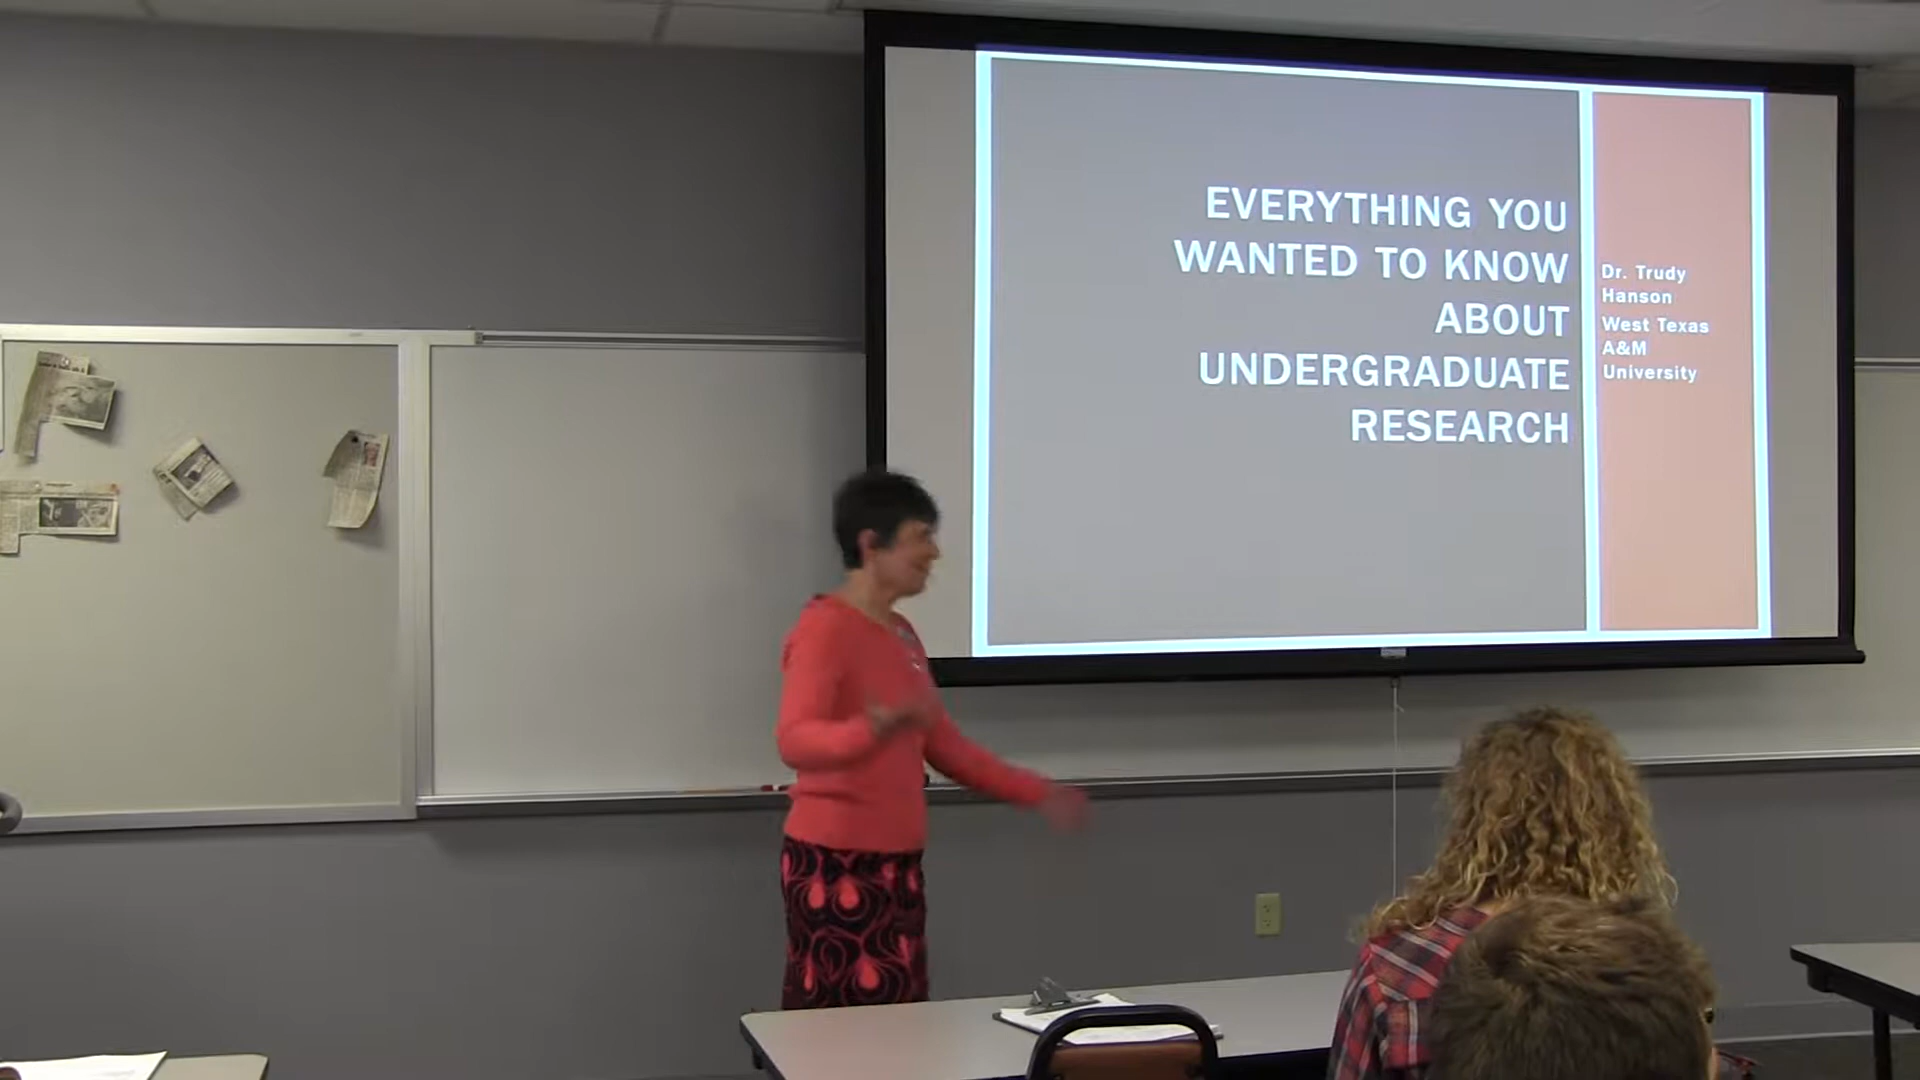 EVERYTHING YOU
WANTED TO KNOW
ABOUT
UNDERGRADUATE
RESEARCH
Dr. Trudy
Hanson
West Texas
A&M
University